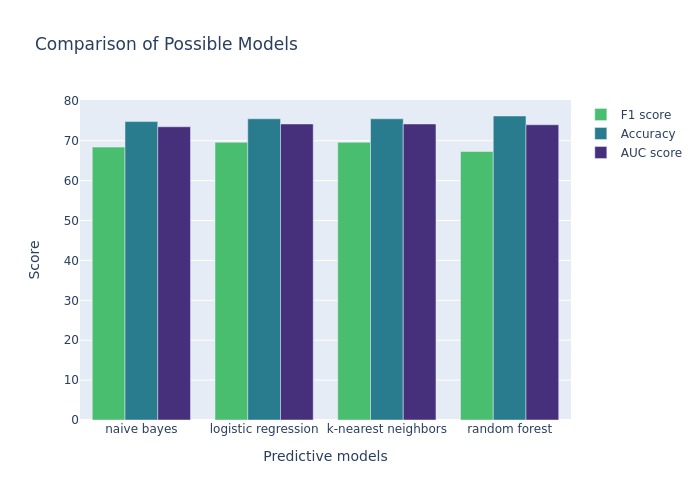 Comparison of Possible Models
80
70
60
50
40
30
20
10
0
Score
naive bayes
logistic regression
k-nearest neighbors
random forest
Predictive models
F1 score
Accuracy
AUC score